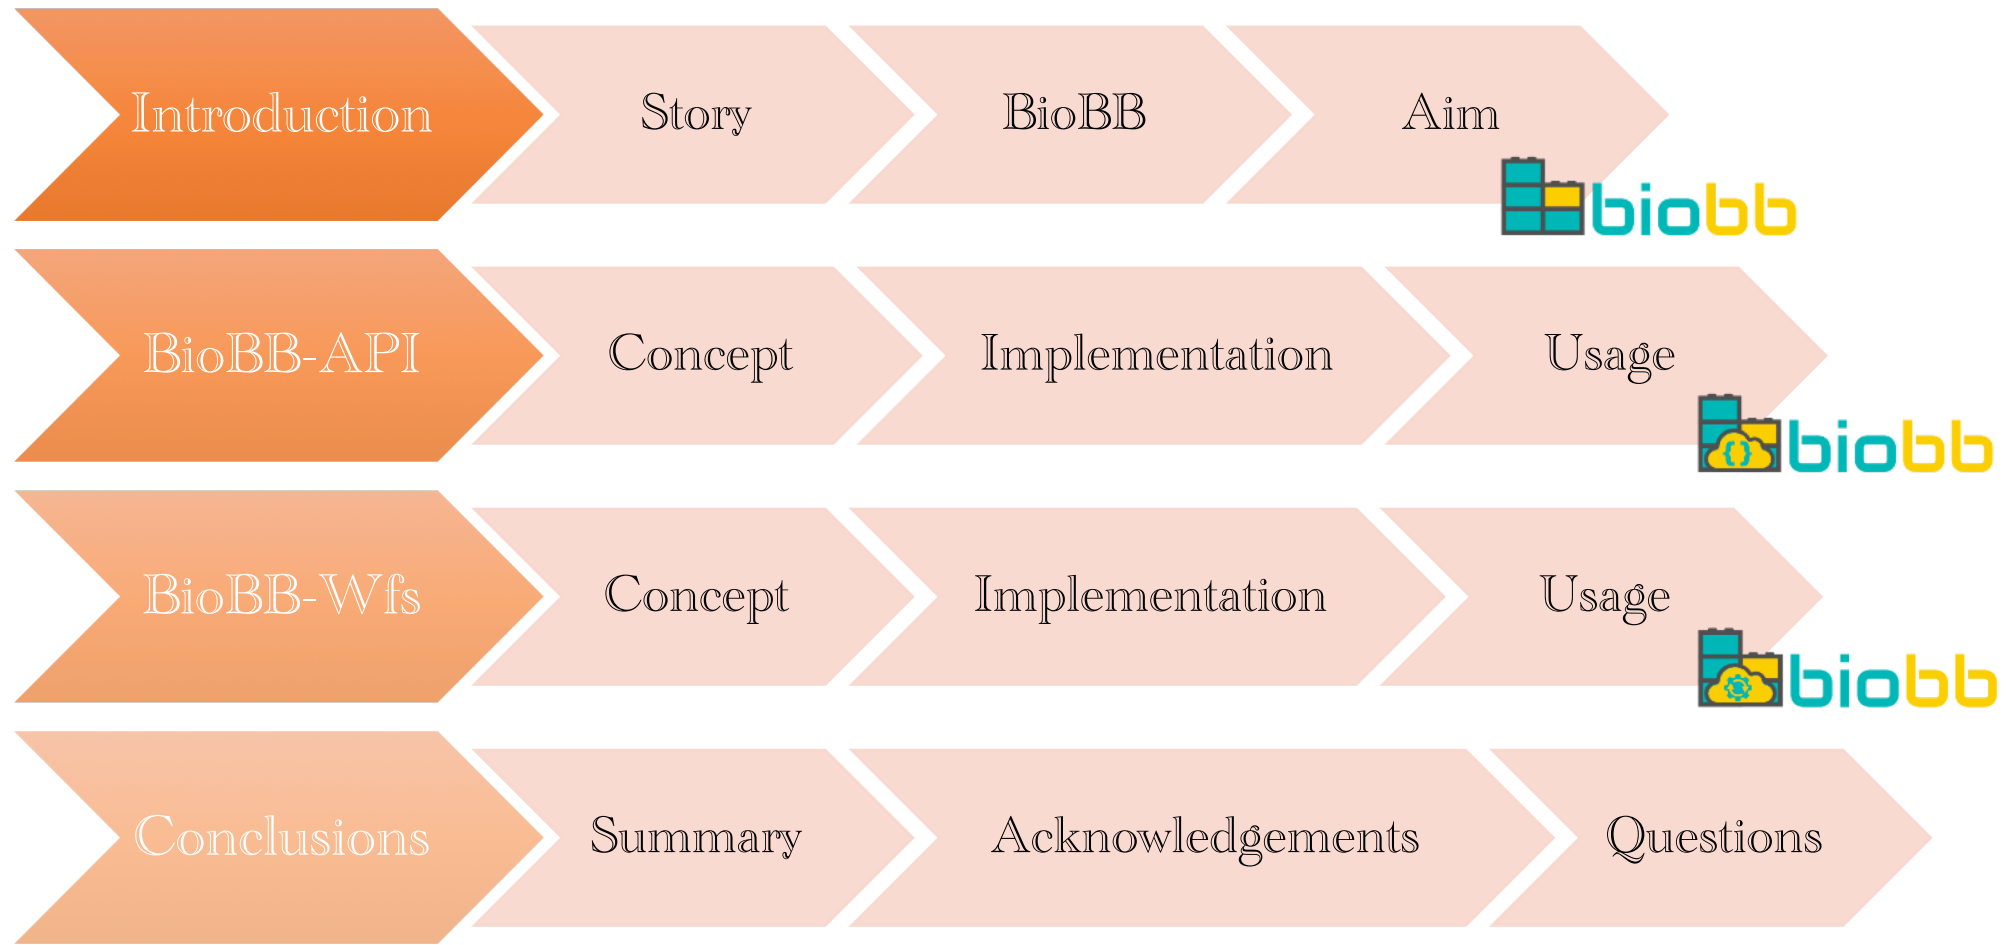 Introduction
Story
BioBB
Aim
biobb
BioBB-API
Concept
Implementation
Usage
{} biobb
BioBB-Wfs
Concept
Implementation
Usage
biobb
Conclusions
Summary
Acknowledgements
Questions